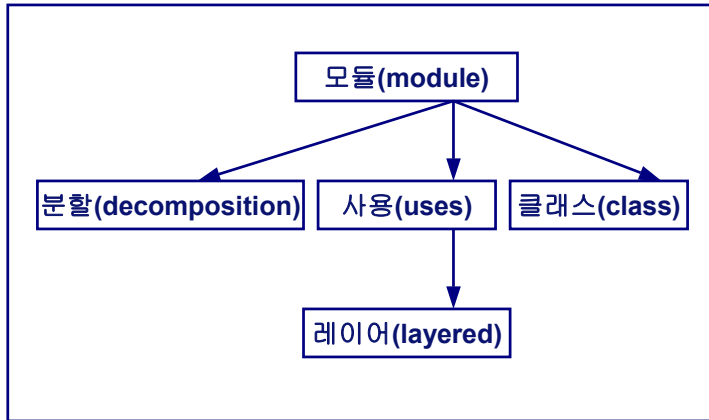 모듈(module)
분할(decomposition)
사용(uses)
클래스(class)
레이어(layered)